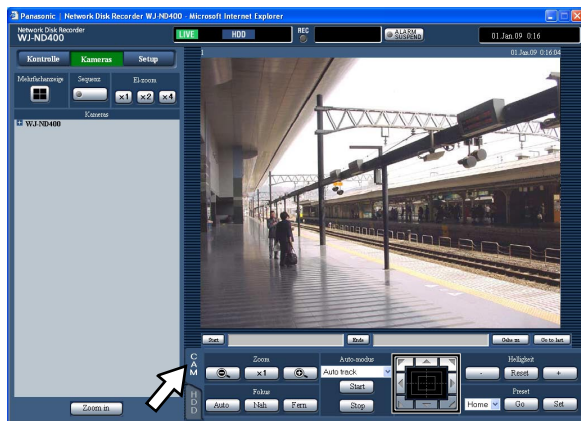 Panasonic | Network Disk Recorder WJ-ND400 - Microsoft Internet Explorer
Network Disk Recorder
WJ-ND400
LIVE HDD REC ALARM SUSPEND 01.Jan.09 0:16
Kontrolle Kameras Setup
1 01.Jan.09 0:16:04
Mehrfachanzeige Sequenz El-zoom
x1 x2 x4
Kameras
WJ-ND400
Start Ende Gehe zu Go to last
CAM
Zoom Auto-modus Helligkeit
x1 Auto track - Reset +
Fokus Start Preset
HDD
Auto Nah Fern Stop Home Go Set
Zoom in